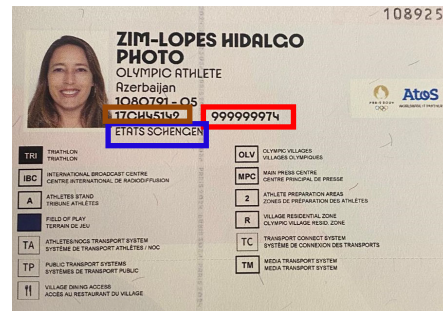 108925
ZIM-LOPES HIDALGO
PHOTO
OLYMPIC ATHLETE
Azerbaijan
1080791 - 05
17CH45142 999999974
ETATS SCHENGEN
PARIS 2024
Atos
TRI TRIATHLON
TRIATHLON
IBC INTERNATIONAL BROADCAST CENTRE
CENTRE INTERNATIONAL DE RADIODIFFUSION
A ATHLETES STAND
TRIBUNE ATHLÈTES
FIELD OF PLAY
TERRAIN DE JEU
TA ATHLETES/NOCS TRANSPORT SYSTEM
SYSTÈME DE TRANSPORT ATHLÈTES / NOC
TP PUBLIC TRANSPORT SYSTEMS
SYSTÈMES DE TRANSPORT PUBLIC
VILLAGE DINING ACCESS
ACCÈS AU RESTAURANT DU VILLAGE
OLV OLYMPIC VILLAGES
VILLAGES OLYMPIQUES
MPC MAIN PRESS CENTRE
CENTRE PRINCIPAL DE PRESSE
2 ATHLETE PREPARATION AREAS
ZONES DE PRÉPARATION DES ATHLÈTES
R VILLAGE RESIDENTIAL ZONE
OLYMPIC VILLAGE RESID. ZONE
TC TRANSPORT CONNECT SYSTEM
SYSTÈME DE CONNEXION DES TRANSPORTS
TM MEDIA TRANSPORT SYSTEM
MEDIA TRANSPORT SYSTEM